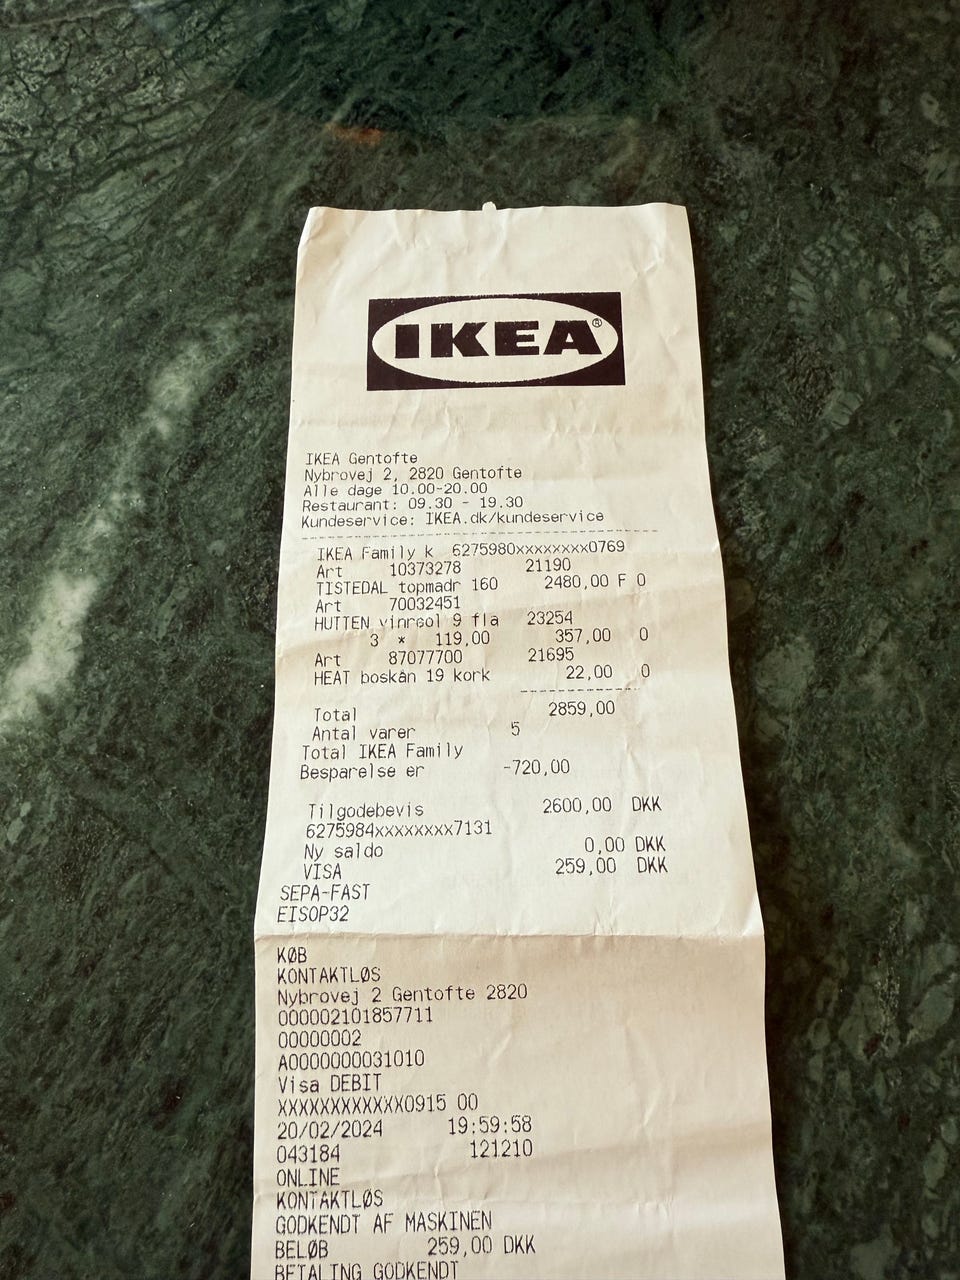 IKEA®
IKEA Gentofte
Nybrovej 2, 2820 Gentofte
Alle dage 10.00-20.00
Restaurant: 09.30 - 19.30
Kundeservice: IKEA.dk/kundeservice
IKEA Family k 6275980xxxxxxxx0769
Art 10373278 21190
TISTEDAL topmadr 160 2480,00 F 0
Art 70032451
HUTTEN vinreol 9 fla 23254
3 * 119,00 357,00 0
Art 87077700 21695
HEAT boskån 19 kork 22,00 0
Total 2859,00
Antal varer 5
Total IKEA Family
Besparelse er -720,00
Tilgodebevis 2600,00 DKK
6275984xxxxxxxx7131
Ny saldo 0,00 DKK
VISA 259,00 DKK
SEPA-FAST
EISOP32
KØB
KONTAKTLØS
Nybrovej 2 Gentofte 2820
000002101857711
00000002
A0000000031010
Visa DEBIT
XXXXXXXXXXXX0915 00
20/02/2024 19:59:58
043184 121210
ONLINE
KONTAKTLØS
GODKENDT AF MASKINEN
BELØB 259,00 DKK
BETALING GODKENDT